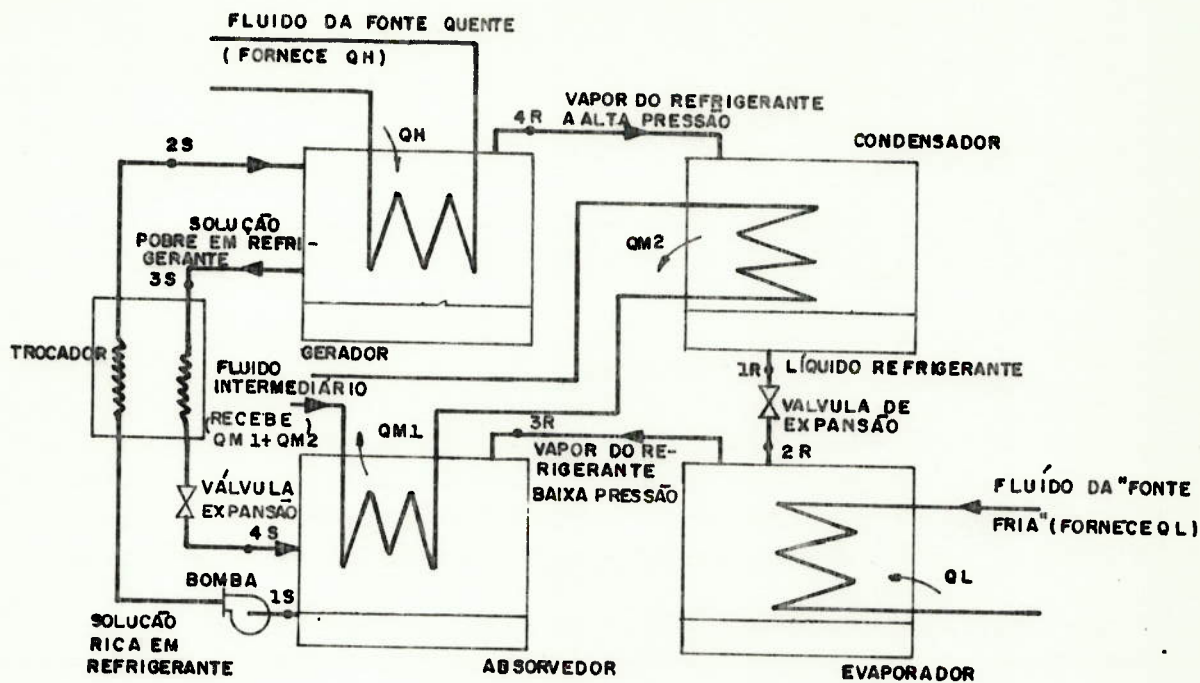 FLUIDO DA FONTE QUENTE
( FORNECE QH)
4R
VAPOR DO REFRIGERANTE
A ALTA PRESSÃO
CONDENSADOR
2S
QH
SOLUÇÃO
POBRE EM REFRI-
GERANTE
3S
QM2
TROCADOR
GERADOR
FLUIDO
INTERMEDIÁRIO
(RECEBE)
QM1+QM2
QM1
1R
LÍQUIDO REFRIGERANTE
VALVULA DE
EXPANSÃO
2R
3R
VAPOR DO RE-
RIGERANTE
BAIXA PRESSÃO
VÁLVULA
EXPANSÃO
4S
FLUÍDO DA "FONTE
FRIA" (FORNECE QL)
QL
BOMBA
1S
SOLUCÃO
RICA EM
REFRIGERANTE
ABSORVEDOR
EVAPORADOR